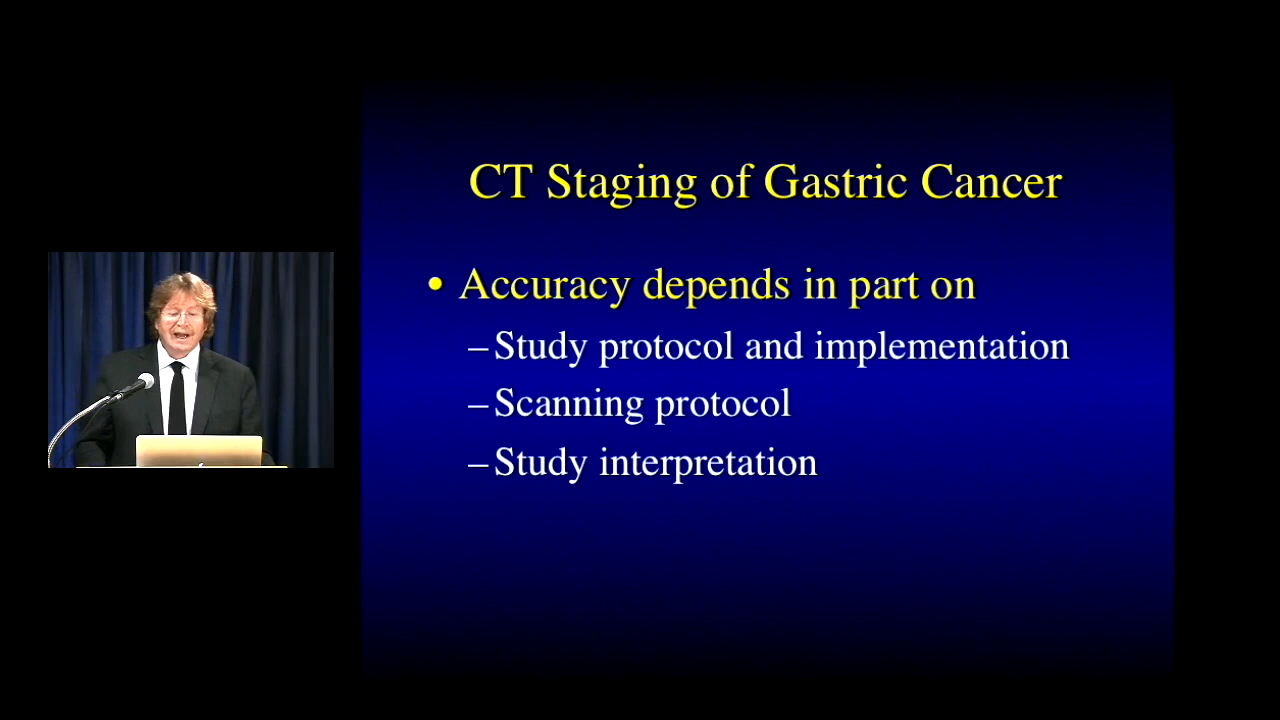 CT Staging of Gastric Cancer
• Accuracy depends in part on
–Study protocol and implementation
–Scanning protocol
–Study interpretation